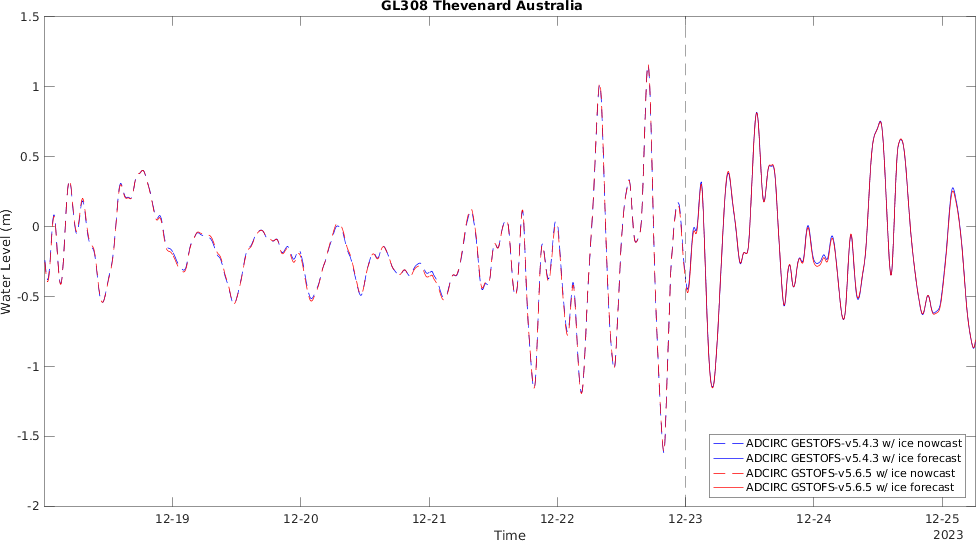 GL308 Thevenard Australia
1.5
1
0.5
0
-0.5
-1
-1.5
-2
Water Level (m)
12-19
12-20
12-21
12-22
12-23
12-24
12-25
Time
2023
ADCIRC GESTOFS-v5.4.3 w/ ice nowcast
ADCIRC GESTOFS-v5.4.3 w/ ice forecast
ADCIRC GSTOFS-v5.6.5 w/ ice nowcast
ADCIRC GSTOFS-v5.6.5 w/ ice forecast